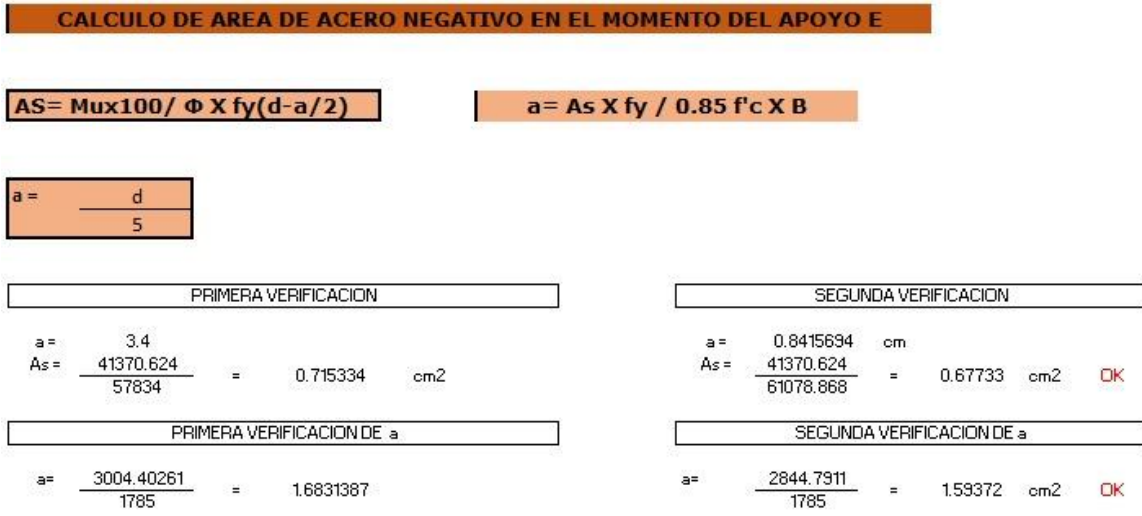 CALCULO DE AREA DE ACERO NEGATIVO EN EL MOMENTO DEL APOYO E
AS= Mux100/ Φ X fy(d-a/2)
a= As X fy / 0.85 f'c X B
a = d
5
PRIMERA VERIFICACION
a = 3.4
As = 41370.624
57834
= 0.715334 cm2
SEGUNDA VERIFICACION
a = 0.8415694 cm
As = 41370.624
61078.868
= 0.67733 cm2 OK
PRIMERA VERIFICACION DE a
a= 3004.40261
1785
= 1.6831387
SEGUNDA VERIFICACION DE a
a= 2844.7911
1785
= 1.59372 cm2 OK